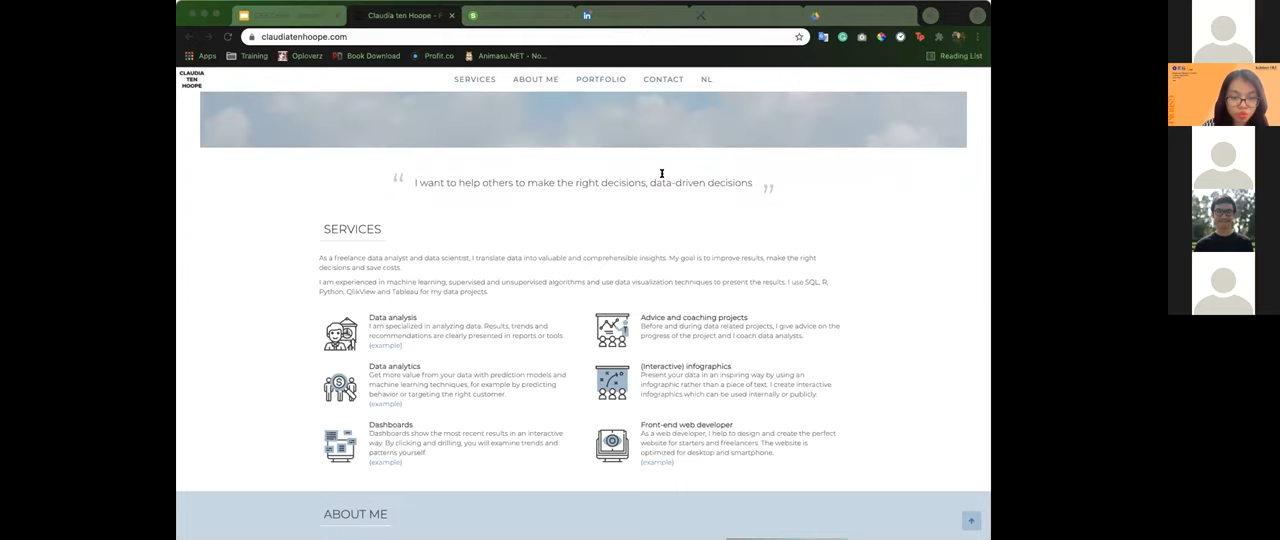 Claudia ten Hoope - F
claudiatenhoope.com
Apps
Training
Oploverz
Book Download
Profit.co
Animasu.NET - No...
Reading List
CLAUDIA
TEN
HOOPE
SERVICES
ABOUT ME
PORTFOLIO
CONTACT
NL
“ I want to help others to make the right decisions, data-driven decisions ”
SERVICES
As a freelance data analyst and data scientist, I translate data into valuable and comprehensible insights. My goal is to improve results, make the right
decisions and save costs.
I am experienced in machine learning, supervised and unsupervised algorithms and use data visualization techniques to present the results. I use SQL, R,
Python, QlikView and Tableau for my data projects.
Data analysis
I am specialized in analyzing data. Results, trends and
recommendations are clearly presented in reports or tools.
(example)
Advice and coaching projects
Before and during data related projects, I give advice on the
progress of the project and I coach data analysts.
Data analytics
Get more value from your data with prediction models and
machine learning techniques, for example by predicting
behavior or targeting the right customer.
(example)
(Interactive) infographics
Present your data in an inspiring way by using an
infographic rather than a piece of text. I create interactive
infographics which can be used internally or publicly.
Dashboards
Dashboards show the most recent results in an interactive
way. By clicking and drilling, you will examine trends and
patterns yourself.
(example)
Front-end web developer
As a web developer, I help to design and create the perfect
website for starters and freelancers. The website is
optimized for desktop and smartphone.
(example)
ABOUT ME